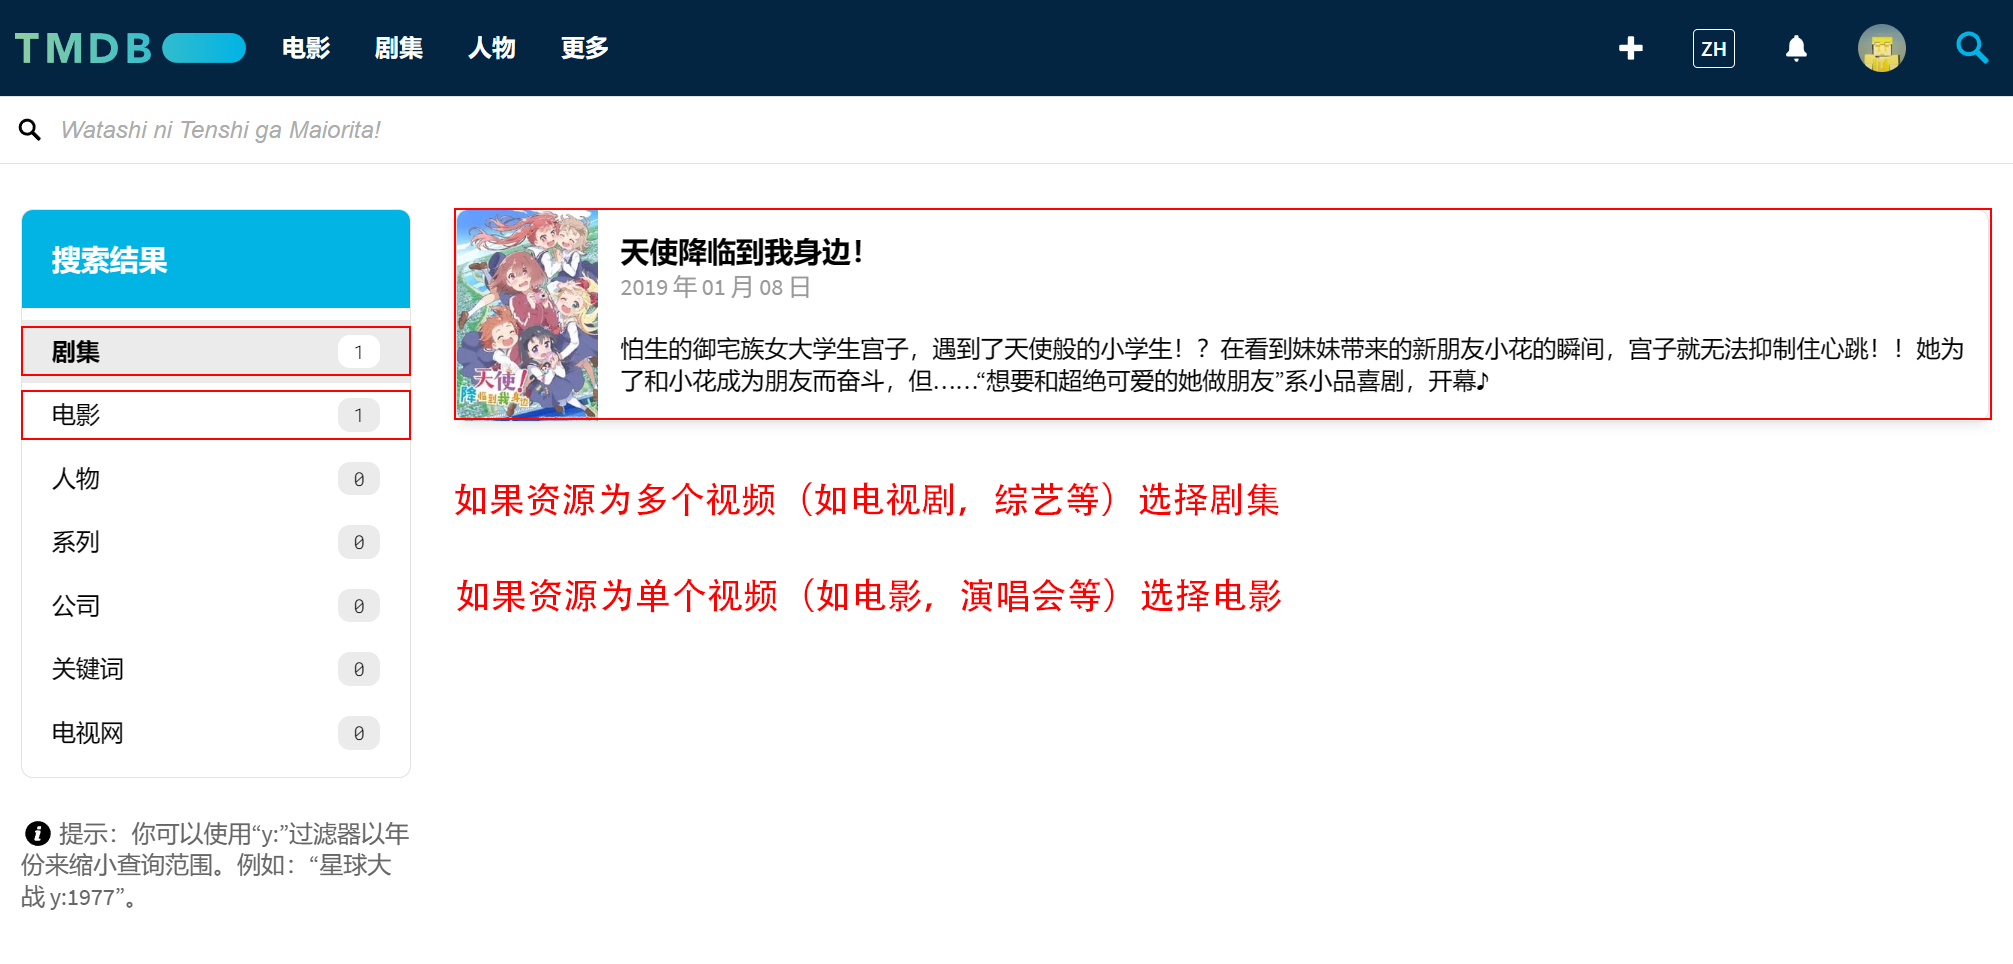 TMDB
电影 剧集 人物 更多
ZH
Watashi ni Tenshi ga Maiorita!
搜索结果
剧集 1
电影 1
人物 0
系列 0
公司 0
关键词 0
电视网 0
提示：你可以使用“y:”过滤器以年
份来缩小查询范围。例如：“星球大
战 y:1977”。
天使！
降临到我身边
天使降临到我身边！
2019 年 01 月 08 日
怕生的御宅族女大学生宫子，遇到了天使般的小学生！？在看到妹妹带来的新朋友小花的瞬间，宫子就无法抑制住心跳！！她为
了和小花成为朋友而奋斗，但……“想要和超绝可爱的她做朋友”系小品喜剧，开幕♪
如果资源为多个视频（如电视剧，综艺等）选择剧集
如果资源为单个视频（如电影，演唱会等）选择电影